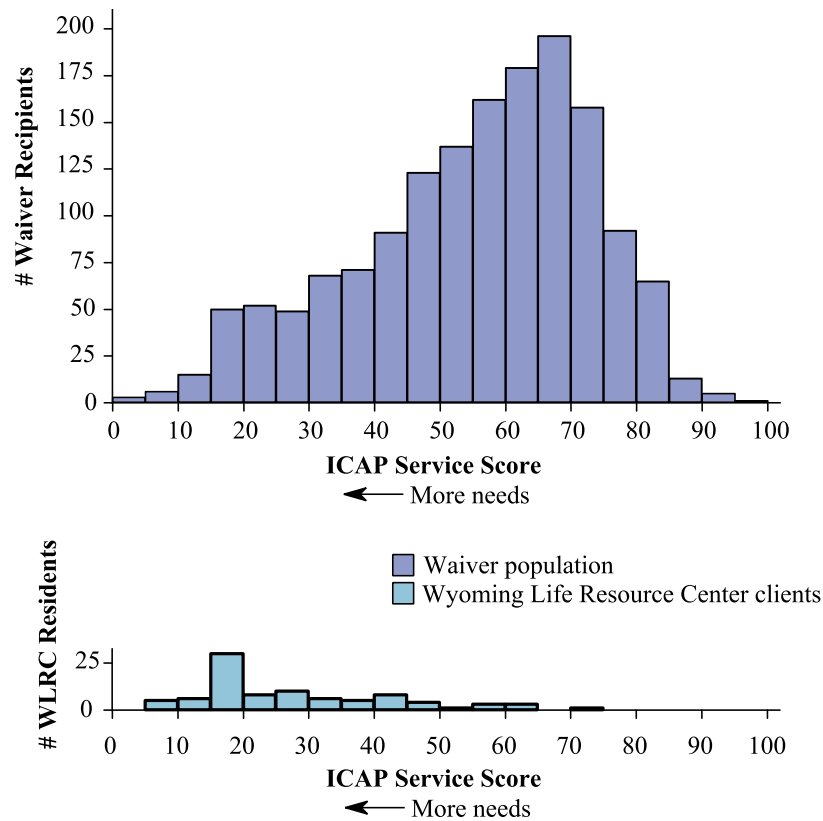 # Waiver Recipients
200
175
150
125
100
75
50
25
0
0 10 20 30 40 50 60 70 80 90 100
ICAP Service Score
More needs
Waiver population
Wyoming Life Resource Center clients
# WLRC Residents
25
0
0 10 20 30 40 50 60 70 80 90 100
ICAP Service Score
More needs